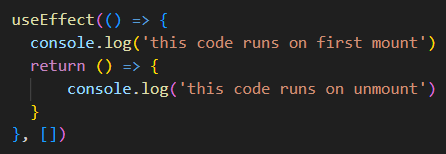 useEffect(() => {
  console.log('this code runs on first mount')
  return () => {
      console.log('this code runs on unmount')
  }
}, [])